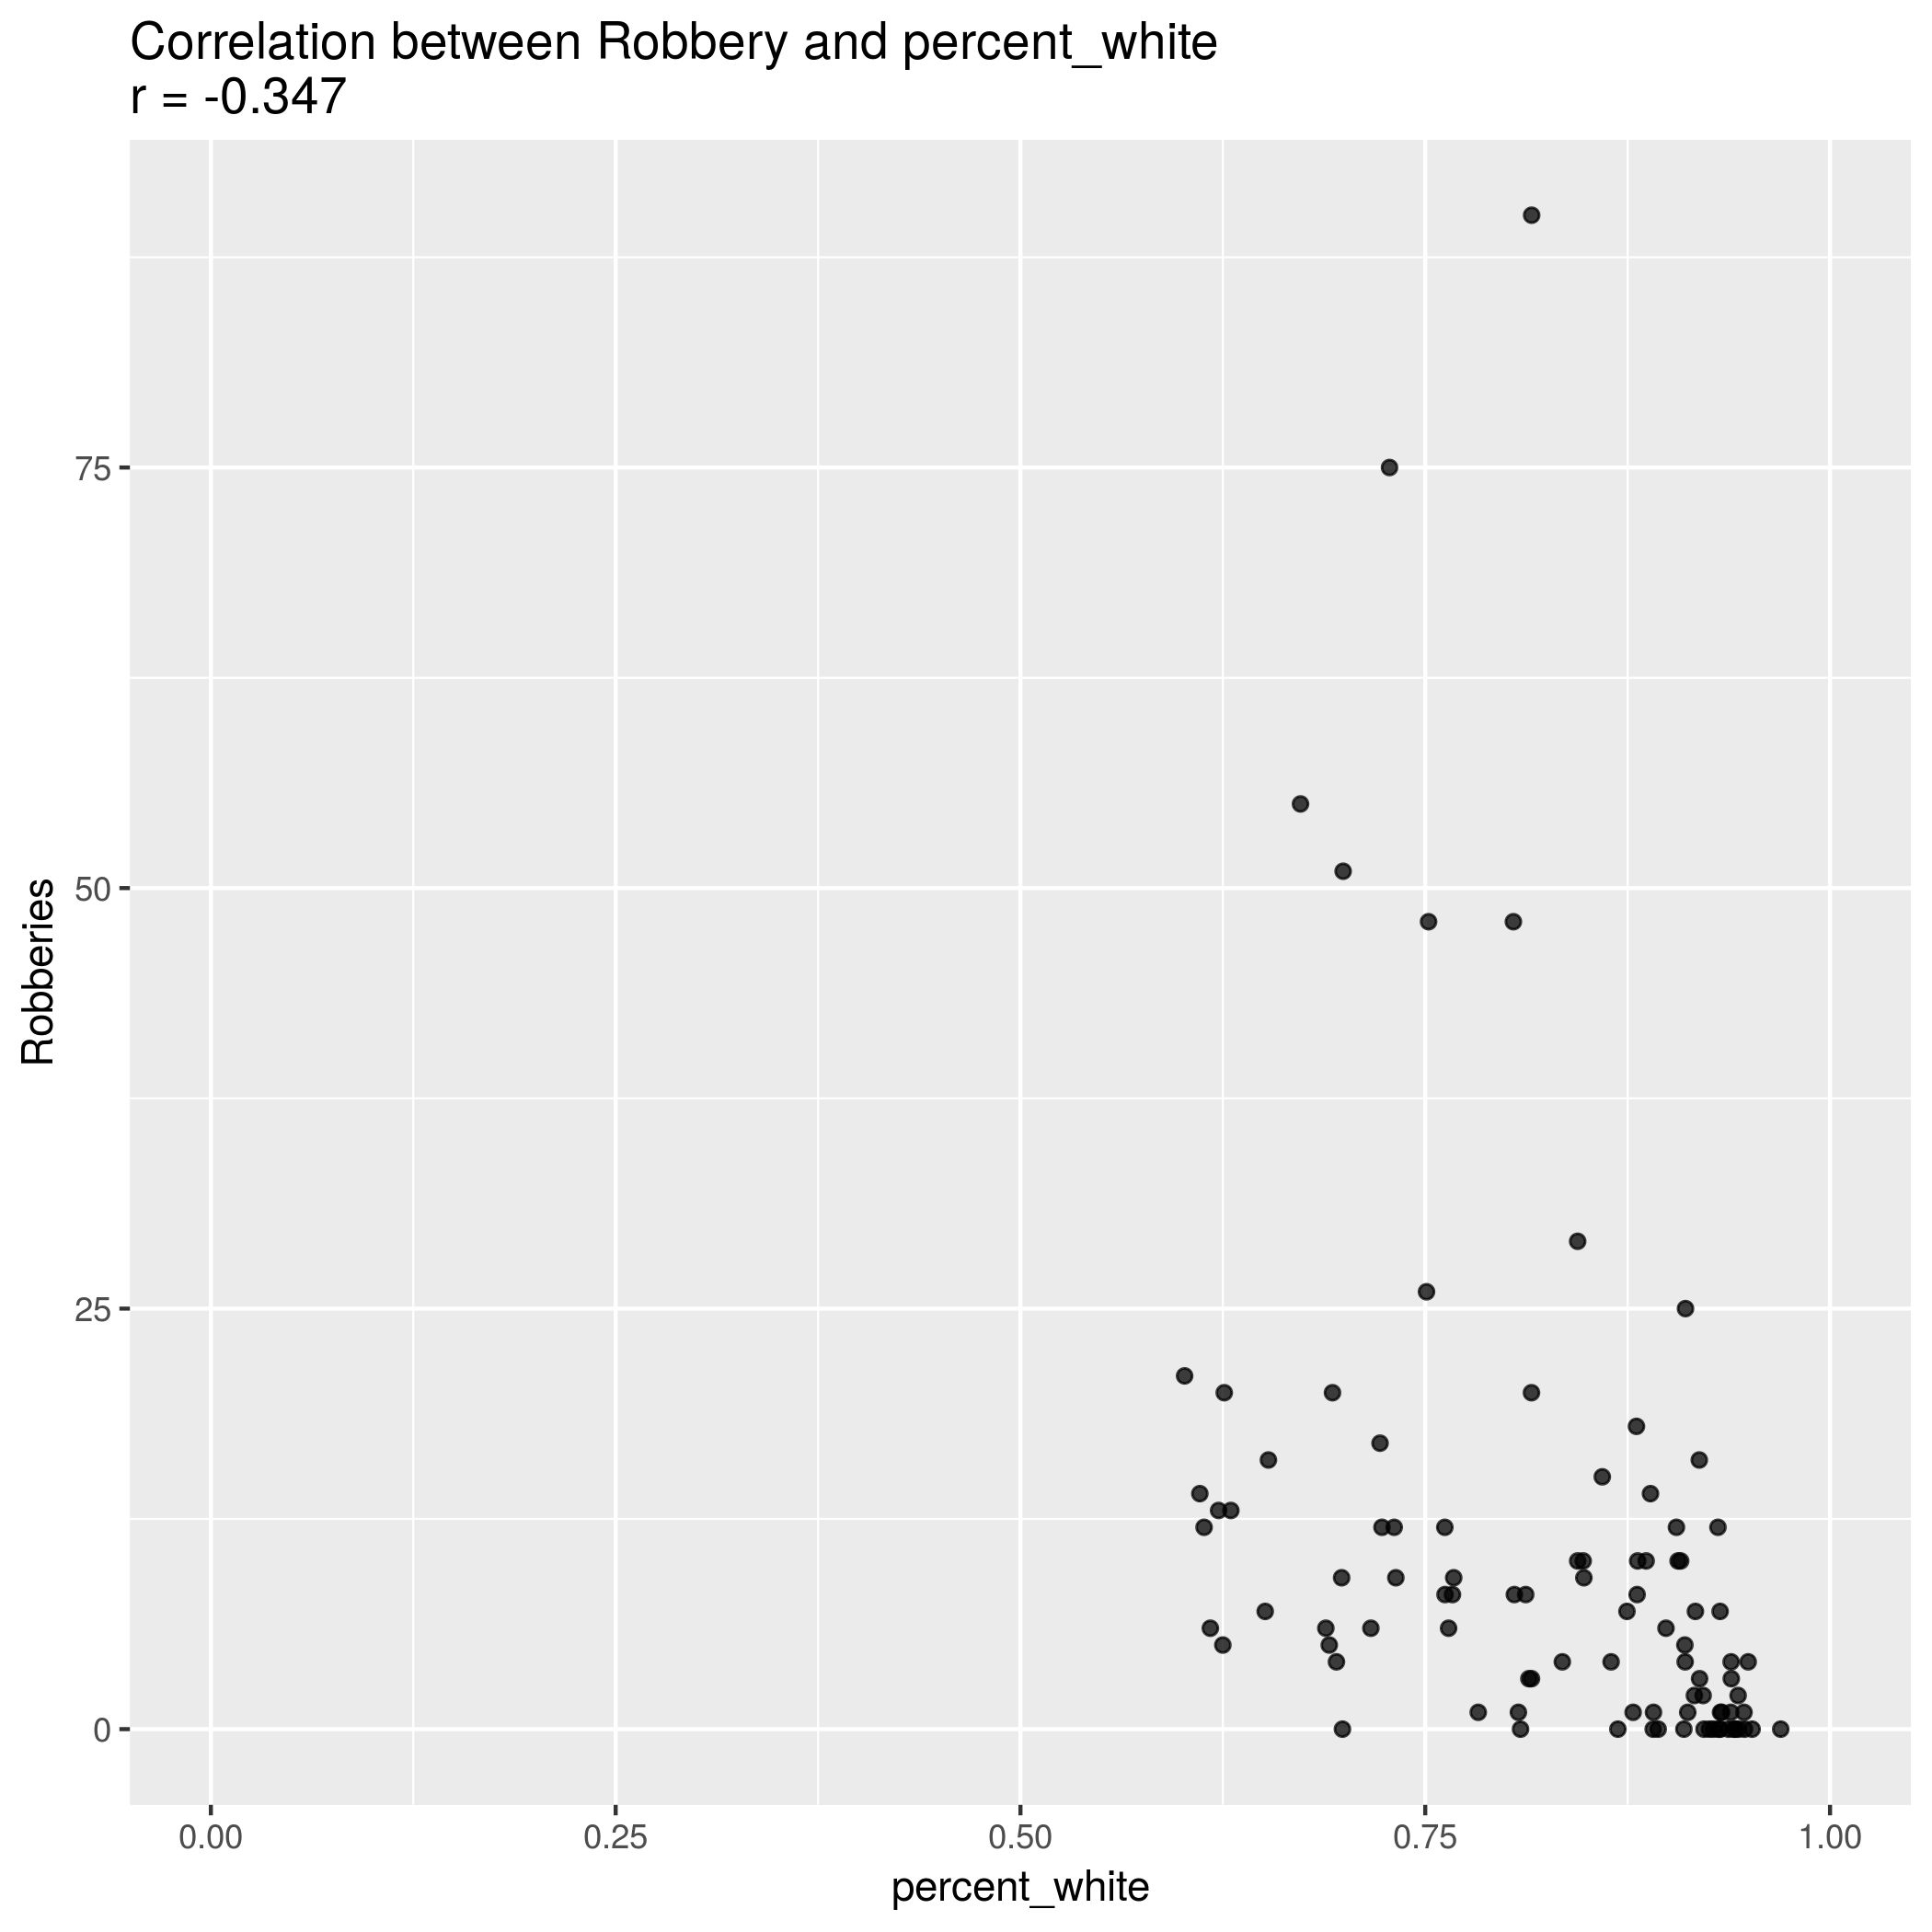 Correlation between Robbery and percent_white
r = -0.347
Robberies
75
50
25
0
0.00 0.25 0.50 0.75 1.00
percent_white